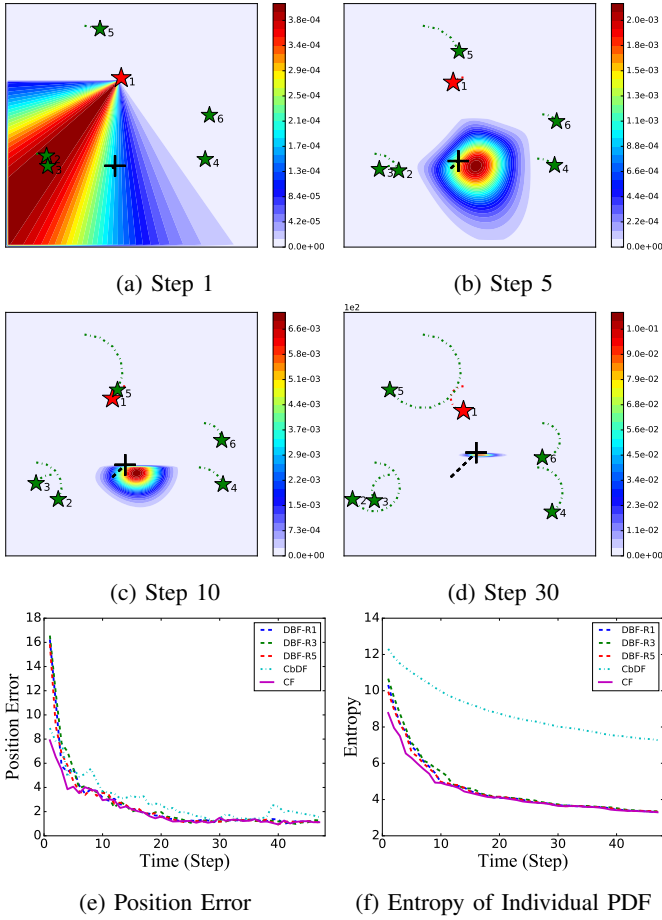 5
1
6
2
3
4
3.8e-04
3.4e-04
2.9e-04
2.5e-04
2.1e-04
1.7e-04
1.3e-04
8.4e-05
4.2e-05
0.0e+00
(a) Step 1
5
1
6
4
3
2
2.0e-03
1.8e-03
1.6e-03
1.3e-03
1.1e-03
9.0e-04
6.7e-04
4.5e-04
2.2e-04
0.0e+00
(b) Step 5
5
1
6
3
4
2
6.6e-03
5.9e-03
5.1e-03
4.4e-03
3.7e-03
2.9e-03
2.2e-03
1.5e-03
7.3e-04
0.0e+00
(c) Step 10
1e2
5
1
6
2
3
4
1.0e-01
9.0e-02
7.9e-02
6.8e-02
5.6e-02
4.5e-02
3.4e-02
2.3e-02
1.1e-02
0.0e+00
(d) Step 30
Position Error
18
16
14
12
10
8
6
4
2
0
DBF-R1
DBF-R3
DBF-R5
CbDF
CF
0 10 20 30 40
Time (Step)
(e) Position Error
Entropy
14
12
10
8
6
4
2
DBF-R1
DBF-R3
DBF-R5
CbDF
CF
0 10 20 30 40
Time (Step)
(f) Entropy of Individual PDF